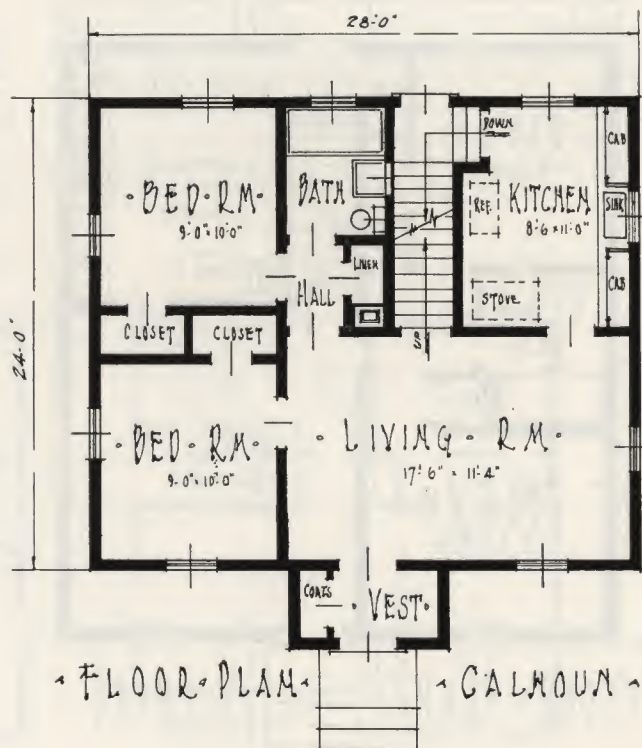 28'-0"
24'-0"
·BED·RM·
9'-0"×10'-0"
BATH
DOWN
KITCHEN
8'-6"×11'-0"
CAB
SINK
CAB
REF.
STOVE
LINEN
HALL
CLOSET
CLOSET
·BED·RM·
9'-0"×10'-0"
·LIVING·RM·
17'-6" × 11'-4"
COATS
·VEST·
·FLOOR·PLAN·
·CALHOUN·